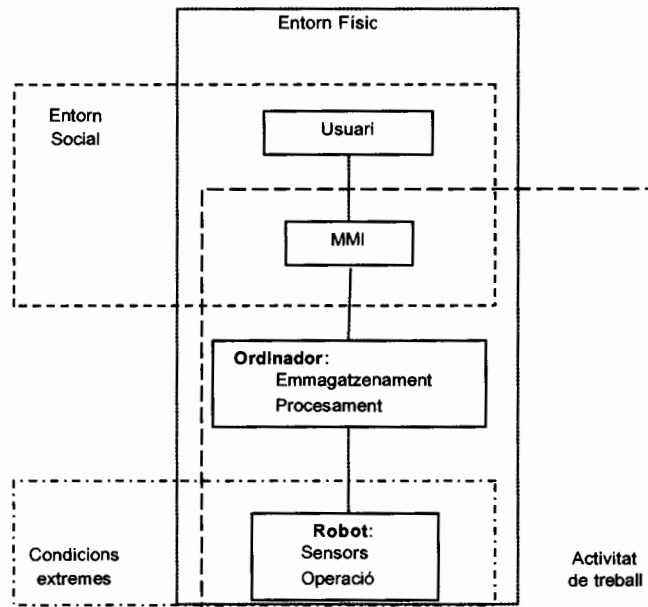 Entorn Físic
Entorn
Social
Usuari
MMI
Ordinador:
Emmagatzenament
Procesament
Robot:
Sensors
Operació
Condicions
extremes
Activitat
de treball